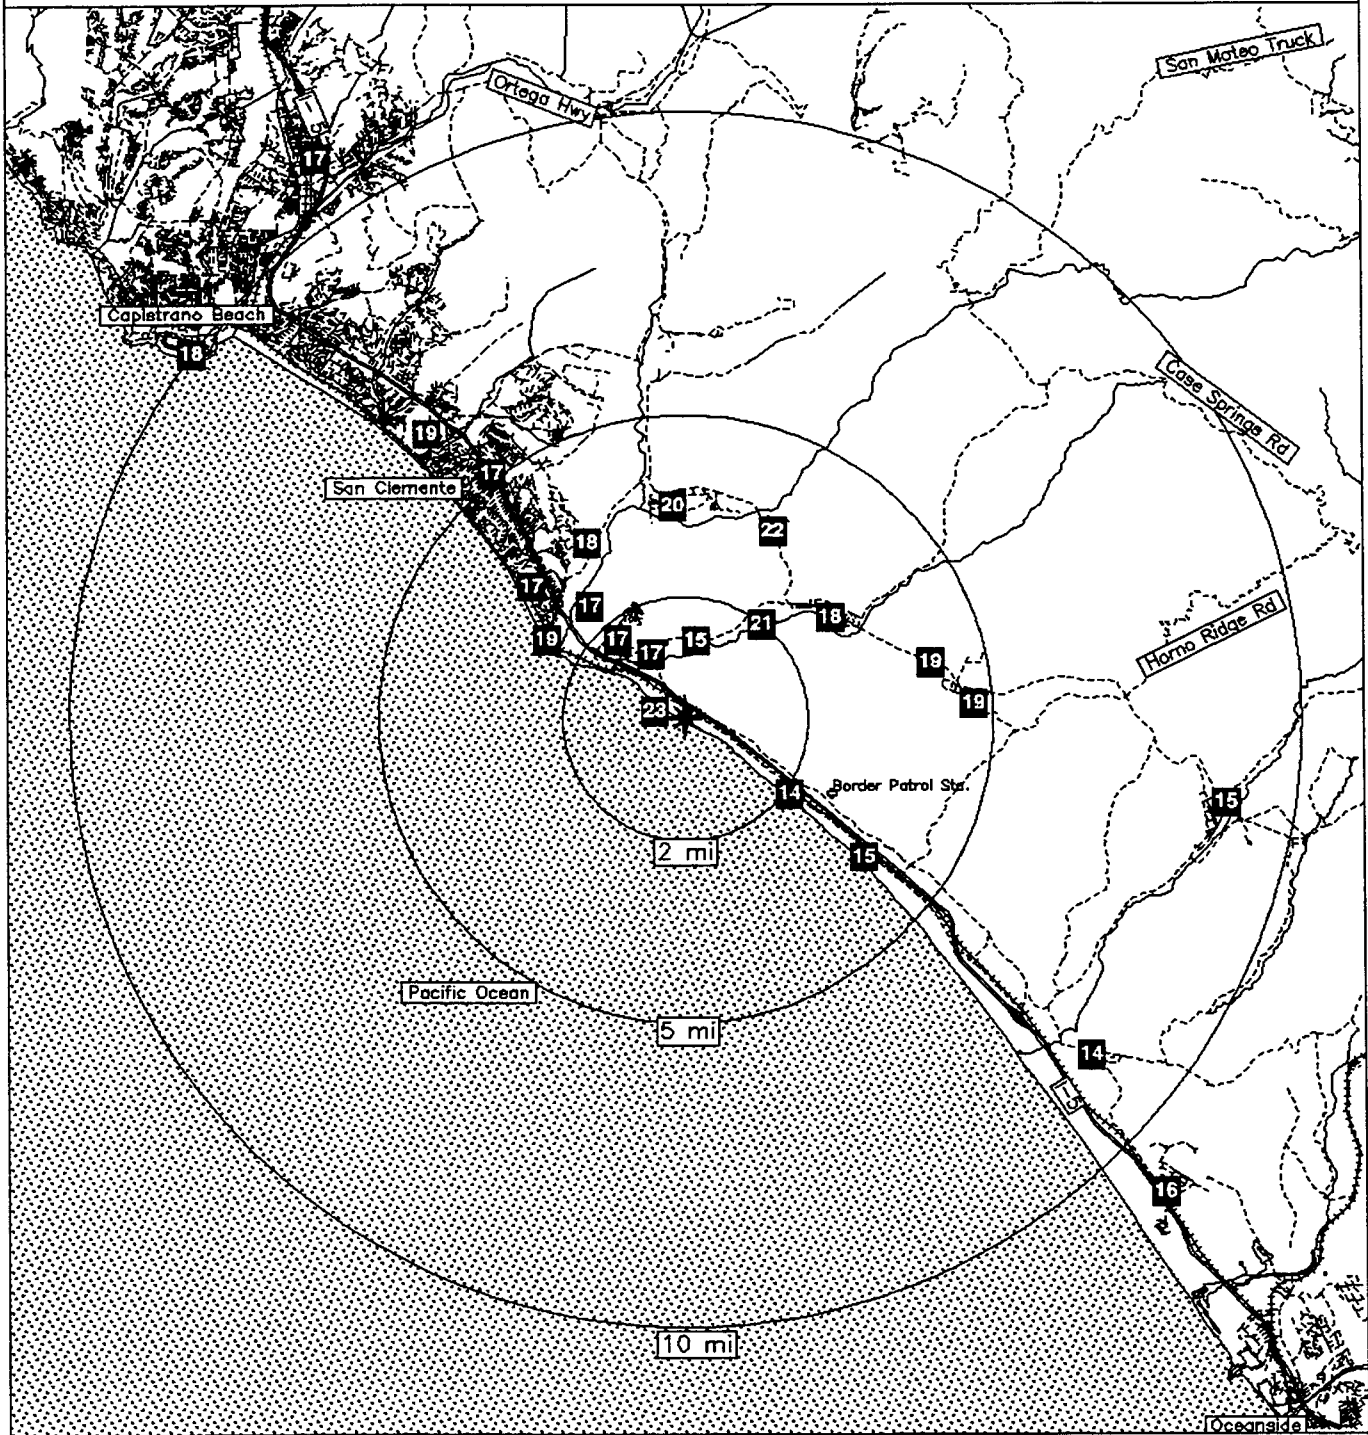 San Mateo Truck
Ortega Hwy
5
17
Capistrano Beach
18
Case Springs Rd
19
17
San Clemente
20
22
18
17
17
Horno Ridge Rd
21
18
19
17
15
17
19
19
23
14
Border Patrol Sta.
15
2 mi
15
Pacific Ocean
5 mi
14
I-5
16
10 mi
Oceanside